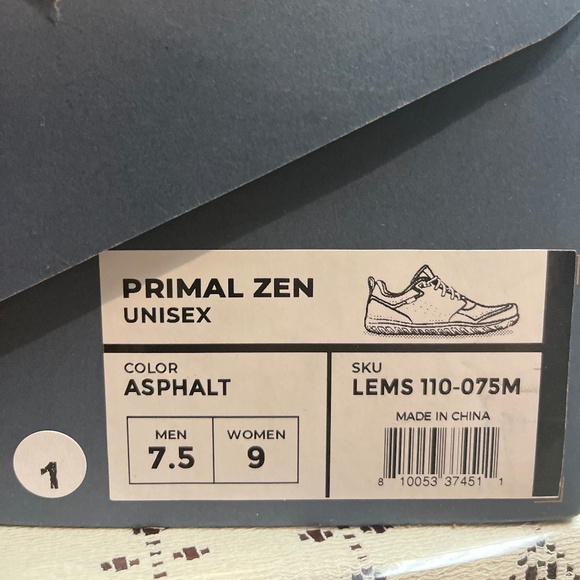 PRIMAL ZEN
UNISEX
COLOR
ASPHALT
MEN
7.5
WOMEN
9
SKU
LEMS 110-075M
MADE IN CHINA
8 10053 37451 1
1